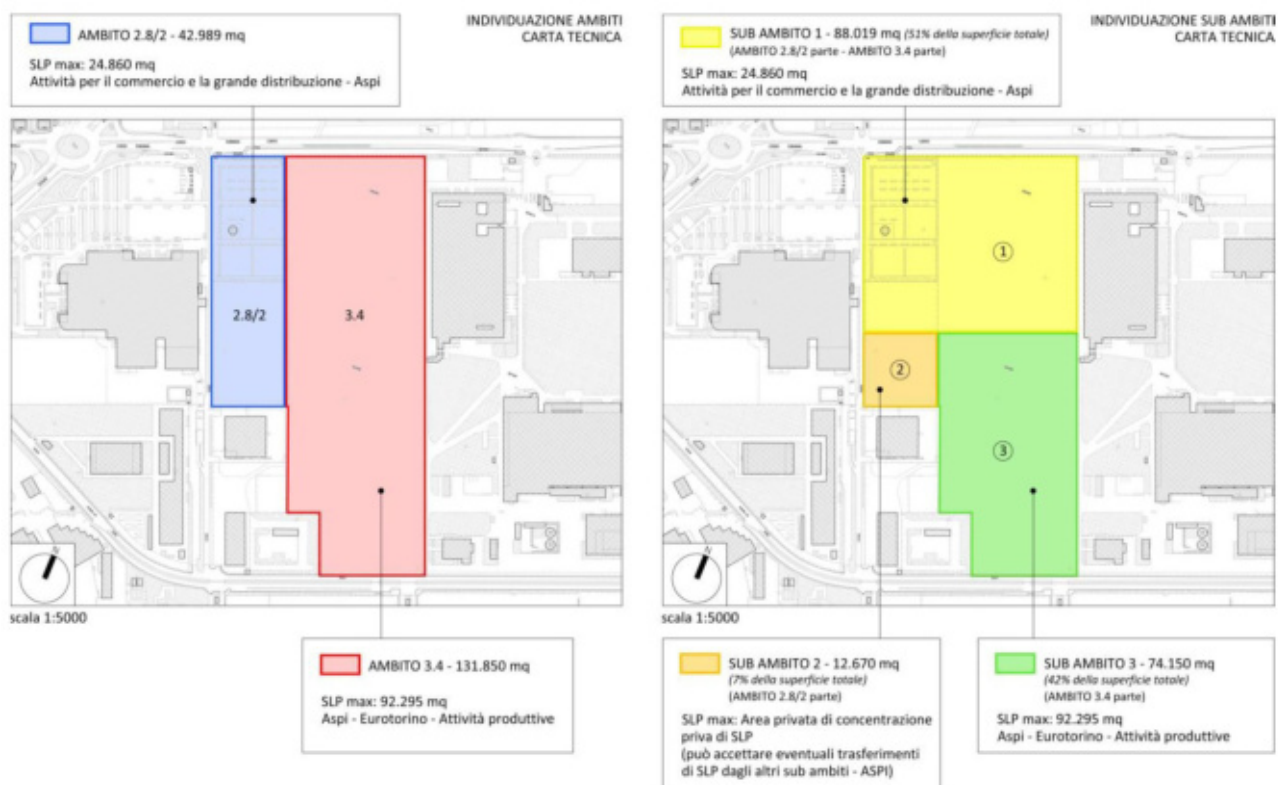 INDIVIDUAZIONE AMBITI
CARTA TECNICA
AMBITO 2.8/2 - 42.989 mq
SLP max: 24.860 mq
Attività per il commercio e la grande distribuzione - Aspi
2.8/2
3.4
N
scala 1:5000
AMBITO 3.4 - 131.850 mq
SLP max: 92.295 mq
Aspi - Eurotorino - Attività produttive
INDIVIDUAZIONE SUB AMBITI
CARTA TECNICA
SUB AMBITO 1 - 88.019 mq (51% della superficie totale)
(AMBITO 2.8/2 parte - AMBITO 3.4 parte)
SLP max: 24.860 mq
Attività per il commercio e la grande distribuzione - Aspi
1
2
3
N
scala 1:5000
SUB AMBITO 2 - 12.670 mq
(7% della superficie totale)
(AMBITO 2.8/2 parte)
SLP max: Area privata di concentrazione
priva di SLP
(può accettare eventuali trasferimenti
di SLP dagli altri sub ambiti - ASPI)
SUB AMBITO 3 - 74.150 mq
(42% della superficie totale)
(AMBITO 3.4 parte)
SLP max: 92.295 mq
Aspi - Eurotorino - Attività produttive